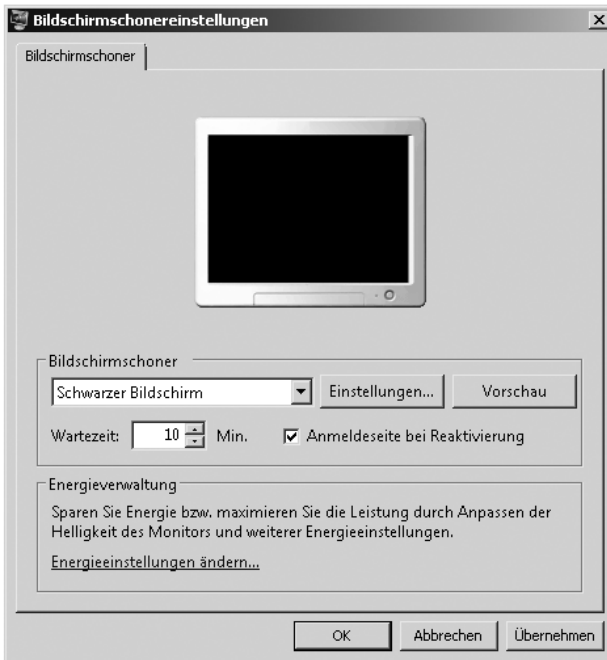 Bildschirmschonereinstellungen
Bildschirmschoner
Bildschirmschoner
Schwarzer Bildschirm
Einstellungen...
Vorschau
Wartezeit: 10 Min.
Anmeldeseite bei Reaktivierung
Energieverwaltung
Sparen Sie Energie bzw. maximieren Sie die Leistung durch Anpassen der
Helligkeit des Monitors und weiterer Energieeinstellungen.
Energieeinstellungen ändern...
OK
Abbrechen
Übernehmen